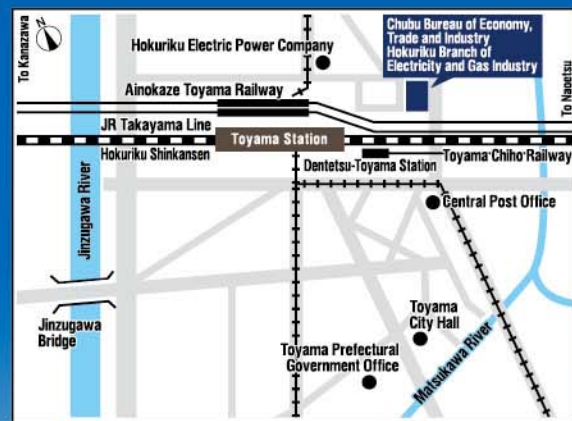 To Kanazawa
N
Hokuriku Electric Power Company
Chubu Bureau of Economy,
Trade and Industry
Hokuriku Branch of
Electricity and Gas Industry
To Naoetsu
Ainokaze Toyama Railway
JR Takayama Line
Toyama Station
Hokuriku Shinkansen
Toyama Chiho Railway
Dentetsu-Toyama Station
Jinzugawa River
Central Post Office
Jinzugawa
Bridge
Toyama
City Hall
Toyama Prefectural
Government Office
Matsukawa River